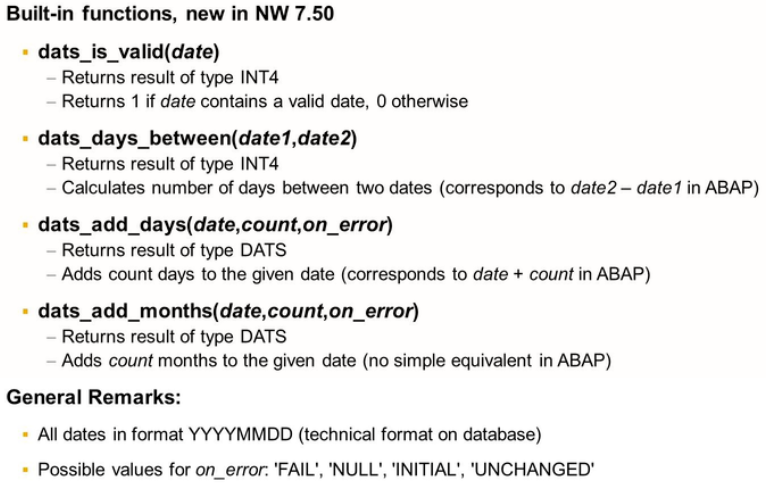 Built-in functions, new in NW 7.50
▪ dats_is_valid(date)
– Returns result of type INT4
– Returns 1 if date contains a valid date, 0 otherwise
▪ dats_days_between(date1,date2)
– Returns result of type INT4
– Calculates number of days between two dates (corresponds to date2 – date1 in ABAP)
▪ dats_add_days(date,count,on_error)
– Returns result of type DATS
– Adds count days to the given date (corresponds to date + count in ABAP)
▪ dats_add_months(date,count,on_error)
– Returns result of type DATS
– Adds count months to the given date (no simple equivalent in ABAP)
General Remarks:
▪ All dates in format YYYYMMDD (technical format on database)
▪ Possible values for on_error: 'FAIL', 'NULL', 'INITIAL', 'UNCHANGED'